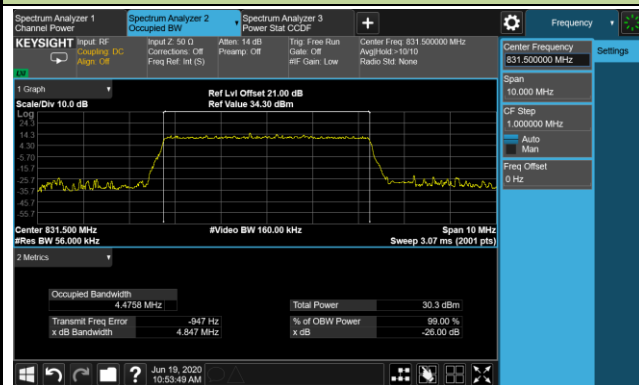 Spectrum Analyzer 1
Channel Power
Spectrum Analyzer 2
Occupied BW
Spectrum Analyzer 3
Power Stat CCDF
Frequency
KEYSIGHT
Input: RF
Coupling: DC
Align: Off
Input Z: 50 Ω
Corrections: Off
Freq Ref: Int (S)
Atten: 14 dB
Preamp: Off
Trig: Free Run
Gate: Off
#IF Gain: Low
Center Freq: 831.500000 MHz
Avg|Hold:>10/10
Radio Std: None
Center Frequency
831.500000 MHz
Settings
Span
10.000 MHz
CF Step
1.000000 MHz
Auto
Man
Freq Offset
0 Hz
1 Graph
Scale/Div 10.0 dB
Ref Lvl Offset 21.00 dB
Ref Value 34.30 dBm
Log
24.3
14.3
4.30
-5.70
-15.7
-25.7
-35.7
-45.7
-55.7
Center 831.500 MHz
#Res BW 56.000 kHz
#Video BW 160.00 kHz
Span 10 MHz
Sweep 3.07 ms (2001 pts)
2 Metrics
Occupied Bandwidth
4.4758 MHz
Total Power 30.3 dBm
Transmit Freq Error -947 Hz
% of OBW Power 99.00 %
x dB Bandwidth 4.847 MHz
x dB -26.00 dB
Jun 19, 2020
10:53:49 AM